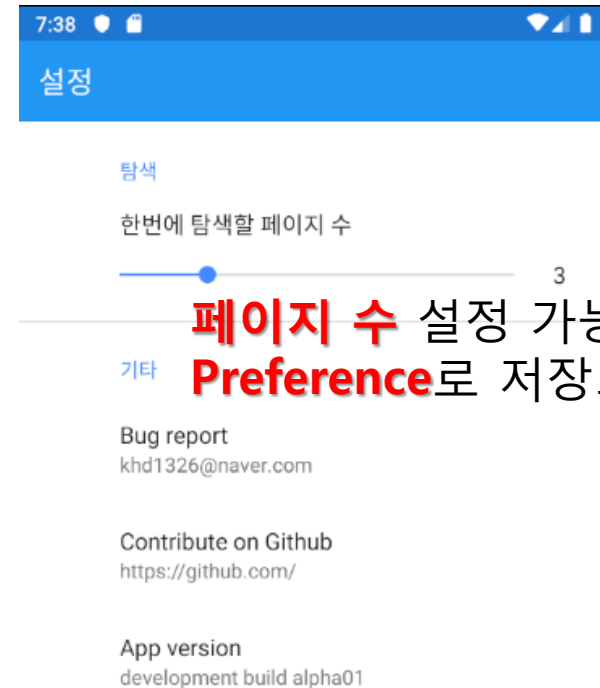 7:38
설정
탐색
한번에 탐색할 페이지 수
3
페이지 수 설정 가능
Preference로 저장
기타
Bug report
khd1326@naver.com
Contribute on Github
https://github.com/
App version
development build alpha01